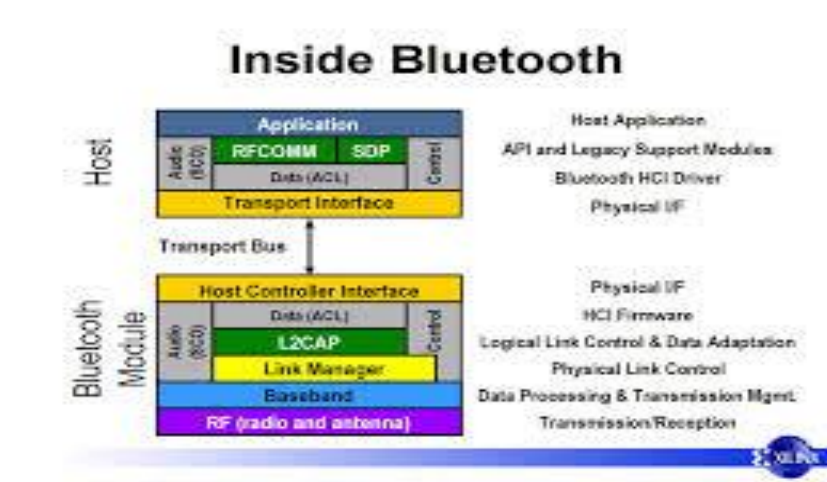 Inside Bluetooth
Host
Application
Host Application
Audio (SCO)
RFCOMM
SDP
Control
API and Legacy Support Modules
Data (ACL)
Bluetooth HCI Driver
Transport Interface
Physical I/F
Transport Bus
Bluetooth Module
Host Controller Interface
Physical I/F
Audio (SCO)
Data (ACL)
Control
HCI Firmware
L2CAP
Logical Link Control & Data Adaptation
Link Manager
Physical Link Control
Baseband
Data Processing & Transmission Mgmt.
RF (radio and antenna)
Transmission/Reception
XILINX